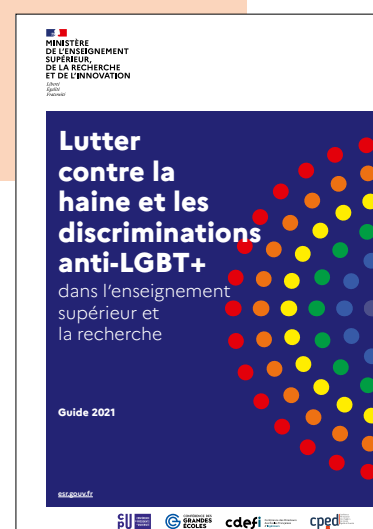 MINISTÈRE
DE L'ENSEIGNEMENT
SUPÉRIEUR,
DE LA RECHERCHE
ET DE L'INNOVATION
Liberté
Égalité
Fraternité
Lutter
contre la
haine et les
discriminations
anti-LGBT+
dans l'enseignement
supérieur et
la recherche
Guide 2021
esr.gouv.fr
CONFÉRENCE DES
GRANDES
ÉCOLES
cdefi
cped